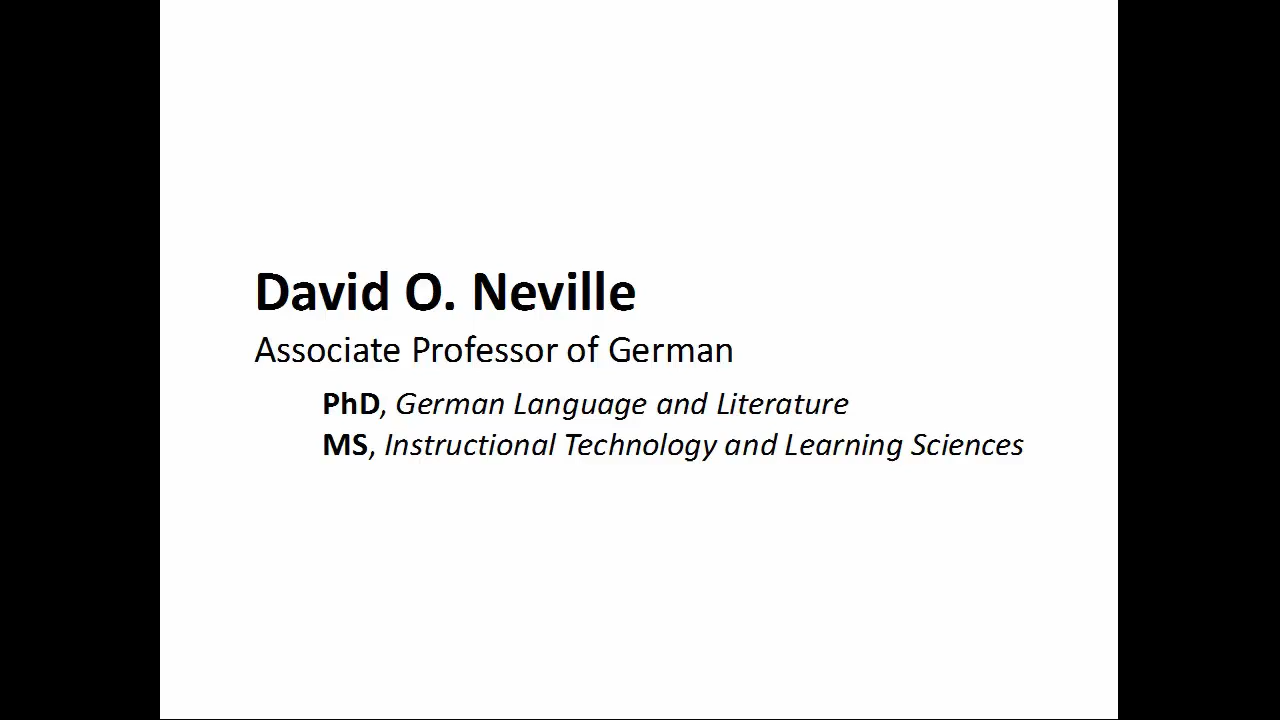 David O. Neville
Associate Professor of German
PhD, German Language and Literature
MS, Instructional Technology and Learning Sciences